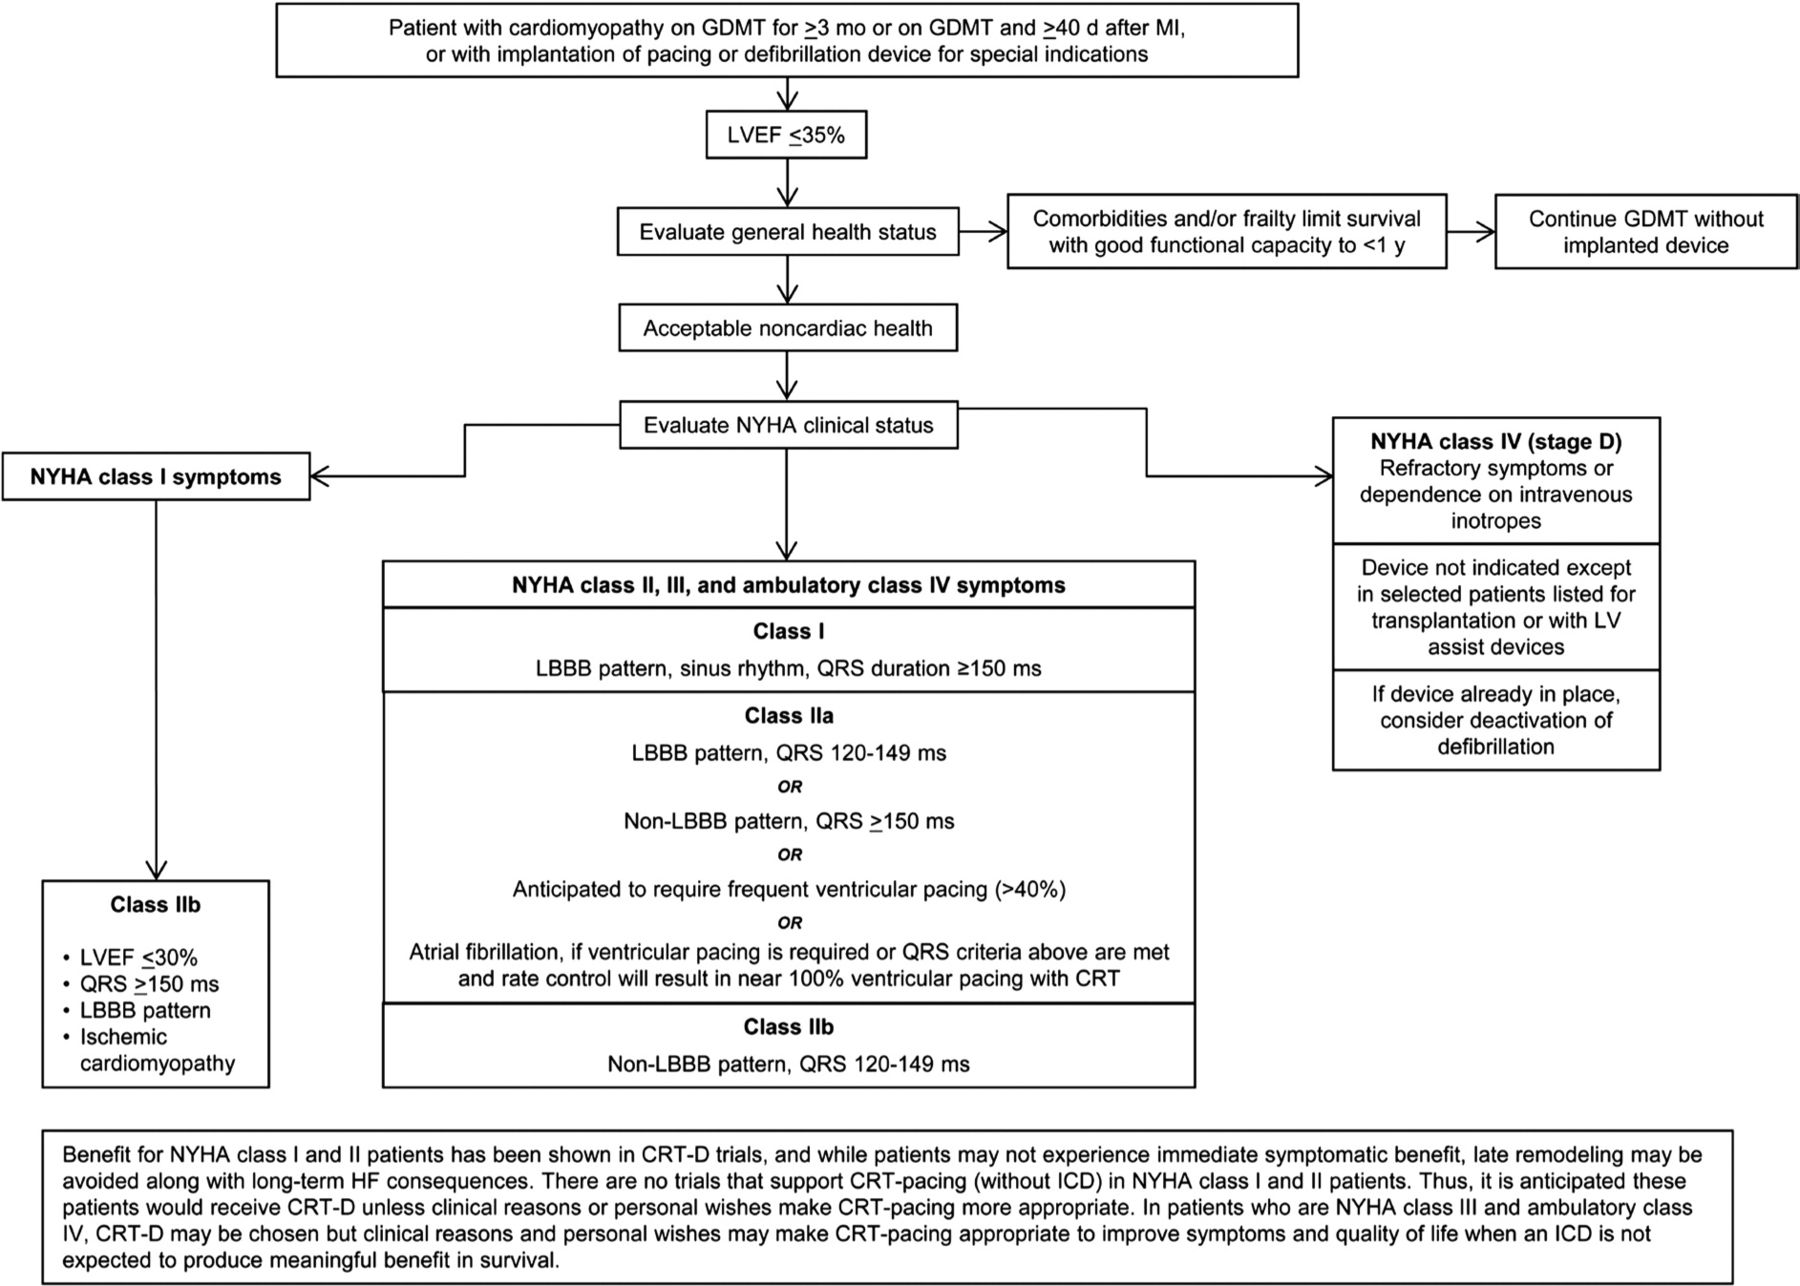 Patient with cardiomyopathy on GDMT for ≥3 mo or on GDMT and ≥40 d after MI,
or with implantation of pacing or defibrillation device for special indications
LVEF ≤35%
Evaluate general health status
Comorbidities and/or frailty limit survival
with good functional capacity to <1 y
Continue GDMT without
implanted device
Acceptable noncardiac health
Evaluate NYHA clinical status
NYHA class I symptoms
NYHA class IV (stage D)
Refractory symptoms or
dependence on intravenous
inotropes
Device not indicated except
in selected patients listed for
transplantation or with LV
assist devices
If device already in place,
consider deactivation of
defibrillation
NYHA class II, III, and ambulatory class IV symptoms
Class I
LBBB pattern, sinus rhythm, QRS duration ≥150 ms
Class IIa
LBBB pattern, QRS 120-149 ms
OR
Non-LBBB pattern, QRS ≥150 ms
OR
Anticipated to require frequent ventricular pacing (>40%)
OR
Atrial fibrillation, if ventricular pacing is required or QRS criteria above are met
and rate control will result in near 100% ventricular pacing with CRT
Class IIb
Non-LBBB pattern, QRS 120-149 ms
Class IIb
• LVEF ≤30%
• QRS ≥150 ms
• LBBB pattern
• Ischemic
cardiomyopathy
Benefit for NYHA class I and II patients has been shown in CRT-D trials, and while patients may not experience immediate symptomatic benefit, late remodeling may be
avoided along with long-term HF consequences. There are no trials that support CRT-pacing (without ICD) in NYHA class I and II patients. Thus, it is anticipated these
patients would receive CRT-D unless clinical reasons or personal wishes make CRT-pacing more appropriate. In patients who are NYHA class III and ambulatory class
IV, CRT-D may be chosen but clinical reasons and personal wishes may make CRT-pacing appropriate to improve symptoms and quality of life when an ICD is not
expected to produce meaningful benefit in survival.